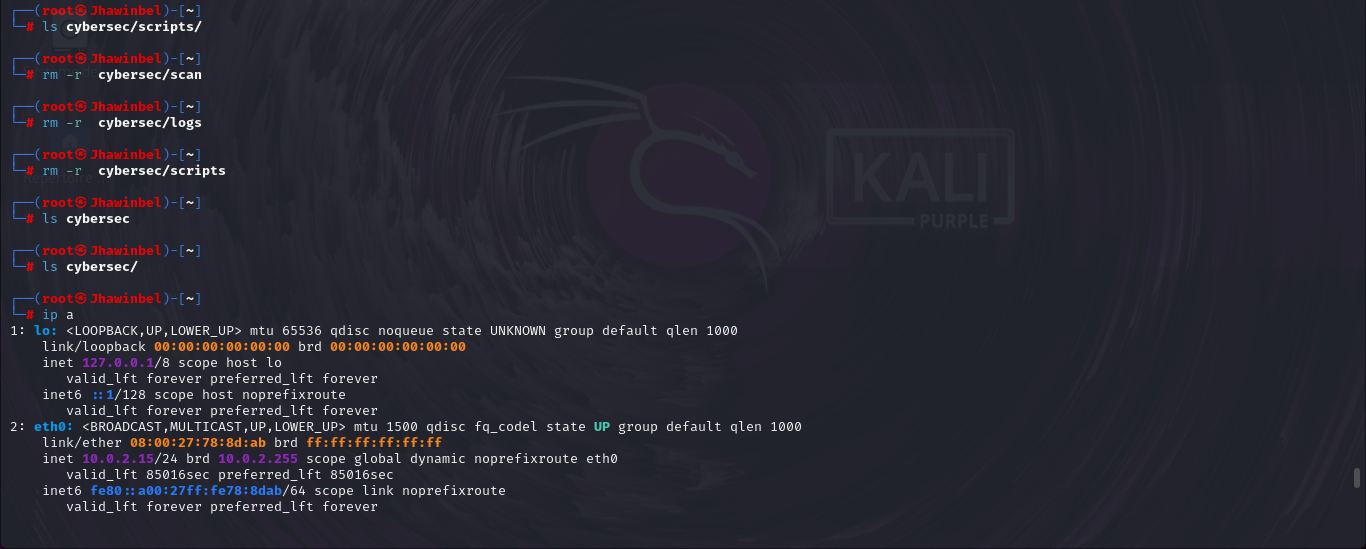 ┌──(root㉿Jhawinbel)-[~]
└─# ls cybersec/scripts/
┌──(root㉿Jhawinbel)-[~]
└─# rm -r  cybersec/scan
┌──(root㉿Jhawinbel)-[~]
└─# rm -r  cybersec/logs
┌──(root㉿Jhawinbel)-[~]
└─# rm -r  cybersec/scripts
┌──(root㉿Jhawinbel)-[~]
└─# ls cybersec
┌──(root㉿Jhawinbel)-[~]
└─# ls cybersec/
┌──(root㉿Jhawinbel)-[~]
└─# ip a
1: lo: <LOOPBACK,UP,LOWER_UP> mtu 65536 qdisc noqueue state UNKNOWN group default qlen 1000
    link/loopback 00:00:00:00:00:00 brd 00:00:00:00:00:00
    inet 127.0.0.1/8 scope host lo
       valid_lft forever preferred_lft forever
    inet6 ::1/128 scope host noprefixroute
       valid_lft forever preferred_lft forever
2: eth0: <BROADCAST,MULTICAST,UP,LOWER_UP> mtu 1500 qdisc fq_codel state UP group default qlen 1000
    link/ether 08:00:27:78:8d:ab brd ff:ff:ff:ff:ff:ff
    inet 10.0.2.15/24 brd 10.0.2.255 scope global dynamic noprefixroute eth0
       valid_lft 85016sec preferred_lft 85016sec
    inet6 fe80::a00:27ff:fe78:8dab/64 scope link noprefixroute
       valid_lft forever preferred_lft forever
KALI
PURPLE